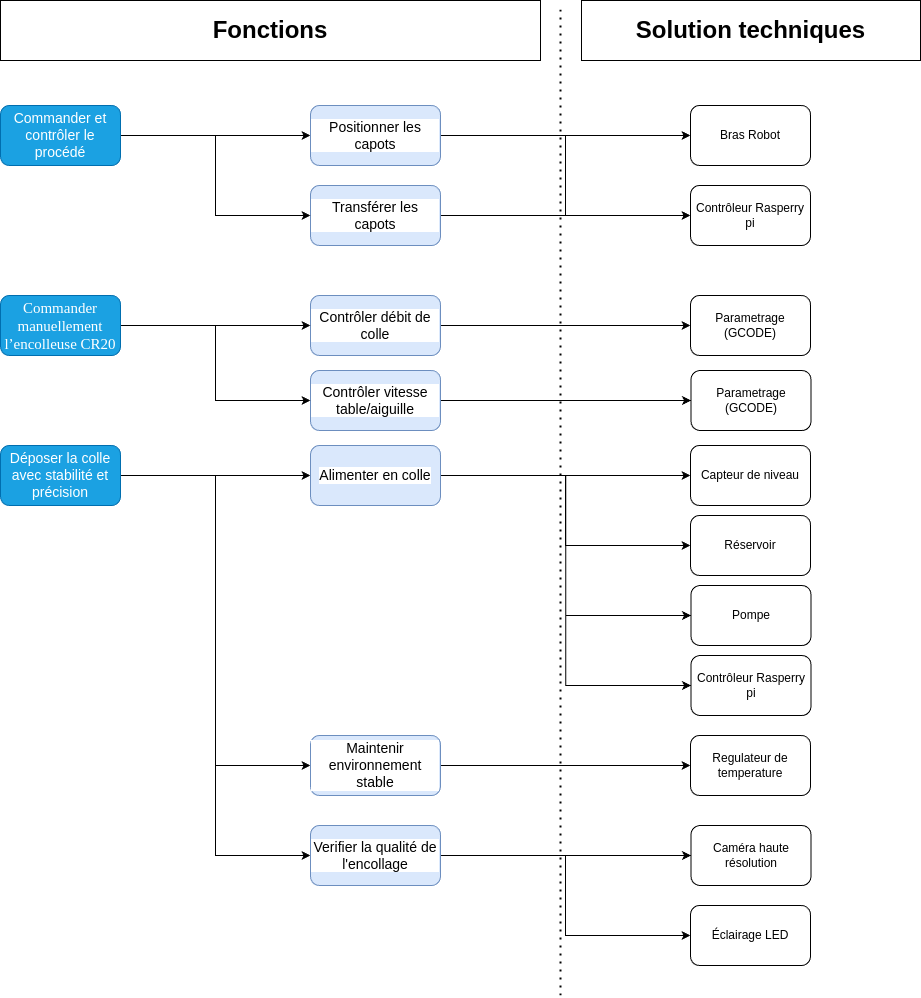 Fonctions
Solution techniques
Commander et
contrôler le
procédé
Positionner les
capots
Bras Robot
Transférer les
capots
Contrôleur Rasperry
pi
Commander
manuellement
l’encolleuse CR20
Contrôler débit de
colle
Parametrage
(GCODE)
Contrôler vitesse
table/aiguille
Parametrage
(GCODE)
Déposer la colle
avec stabilité et
précision
Alimenter en colle
Capteur de niveau
Réservoir
Pompe
Contrôleur Rasperry
pi
Maintenir
environnement
stable
Regulateur de
temperature
Verifier la qualité de
l'encollage
Caméra haute
résolution
Éclairage LED